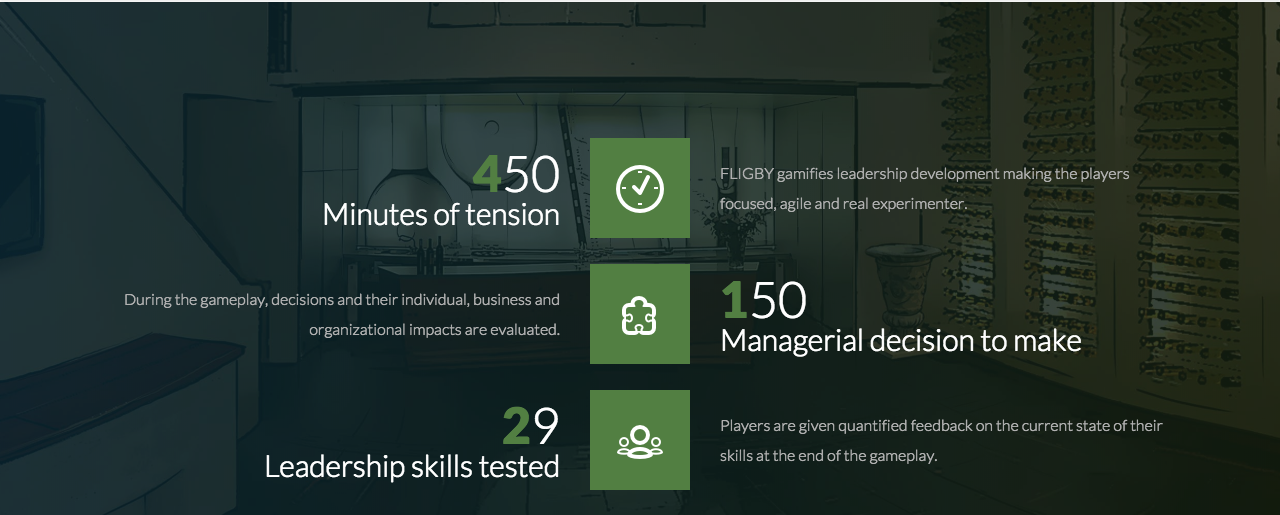 450
Minutes of tension
FLIGBY gamifies leadership development making the players
focused, agile and real experimenter.
During the gameplay, decisions and their individual, business and
organizational impacts are evaluated.
150
Managerial decision to make
29
Leadership skills tested
Players are given quantified feedback on the current state of their
skills at the end of the gameplay.